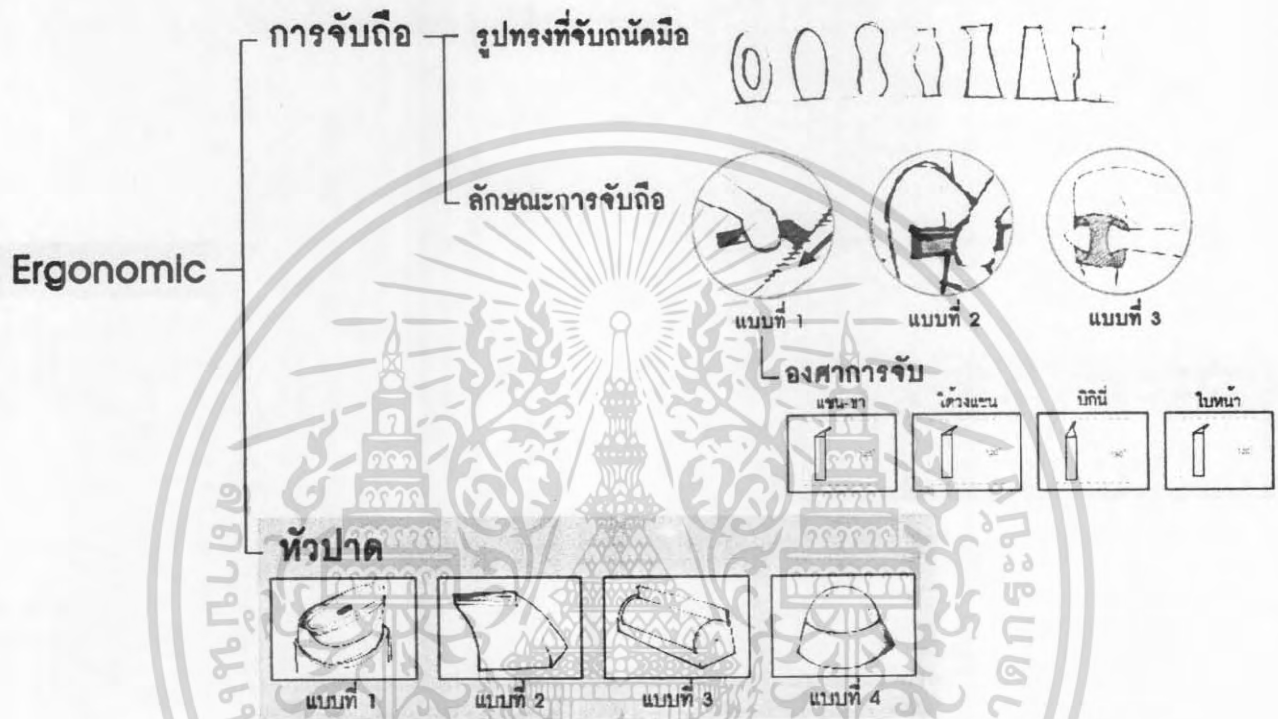 การจับถือ
รูปทรงที่จับถนัดมือ
ลักษณะการจับถือ
Ergonomic
แบบที่ 1
แบบที่ 2
แบบที่ 3
องศาการจับ
แขน-ขา
ใต้วงแขน
บิกินี่
ใบหน้า
หัวปาด
แบบที่ 1
แบบที่ 2
แบบที่ 3
แบบที่ 4